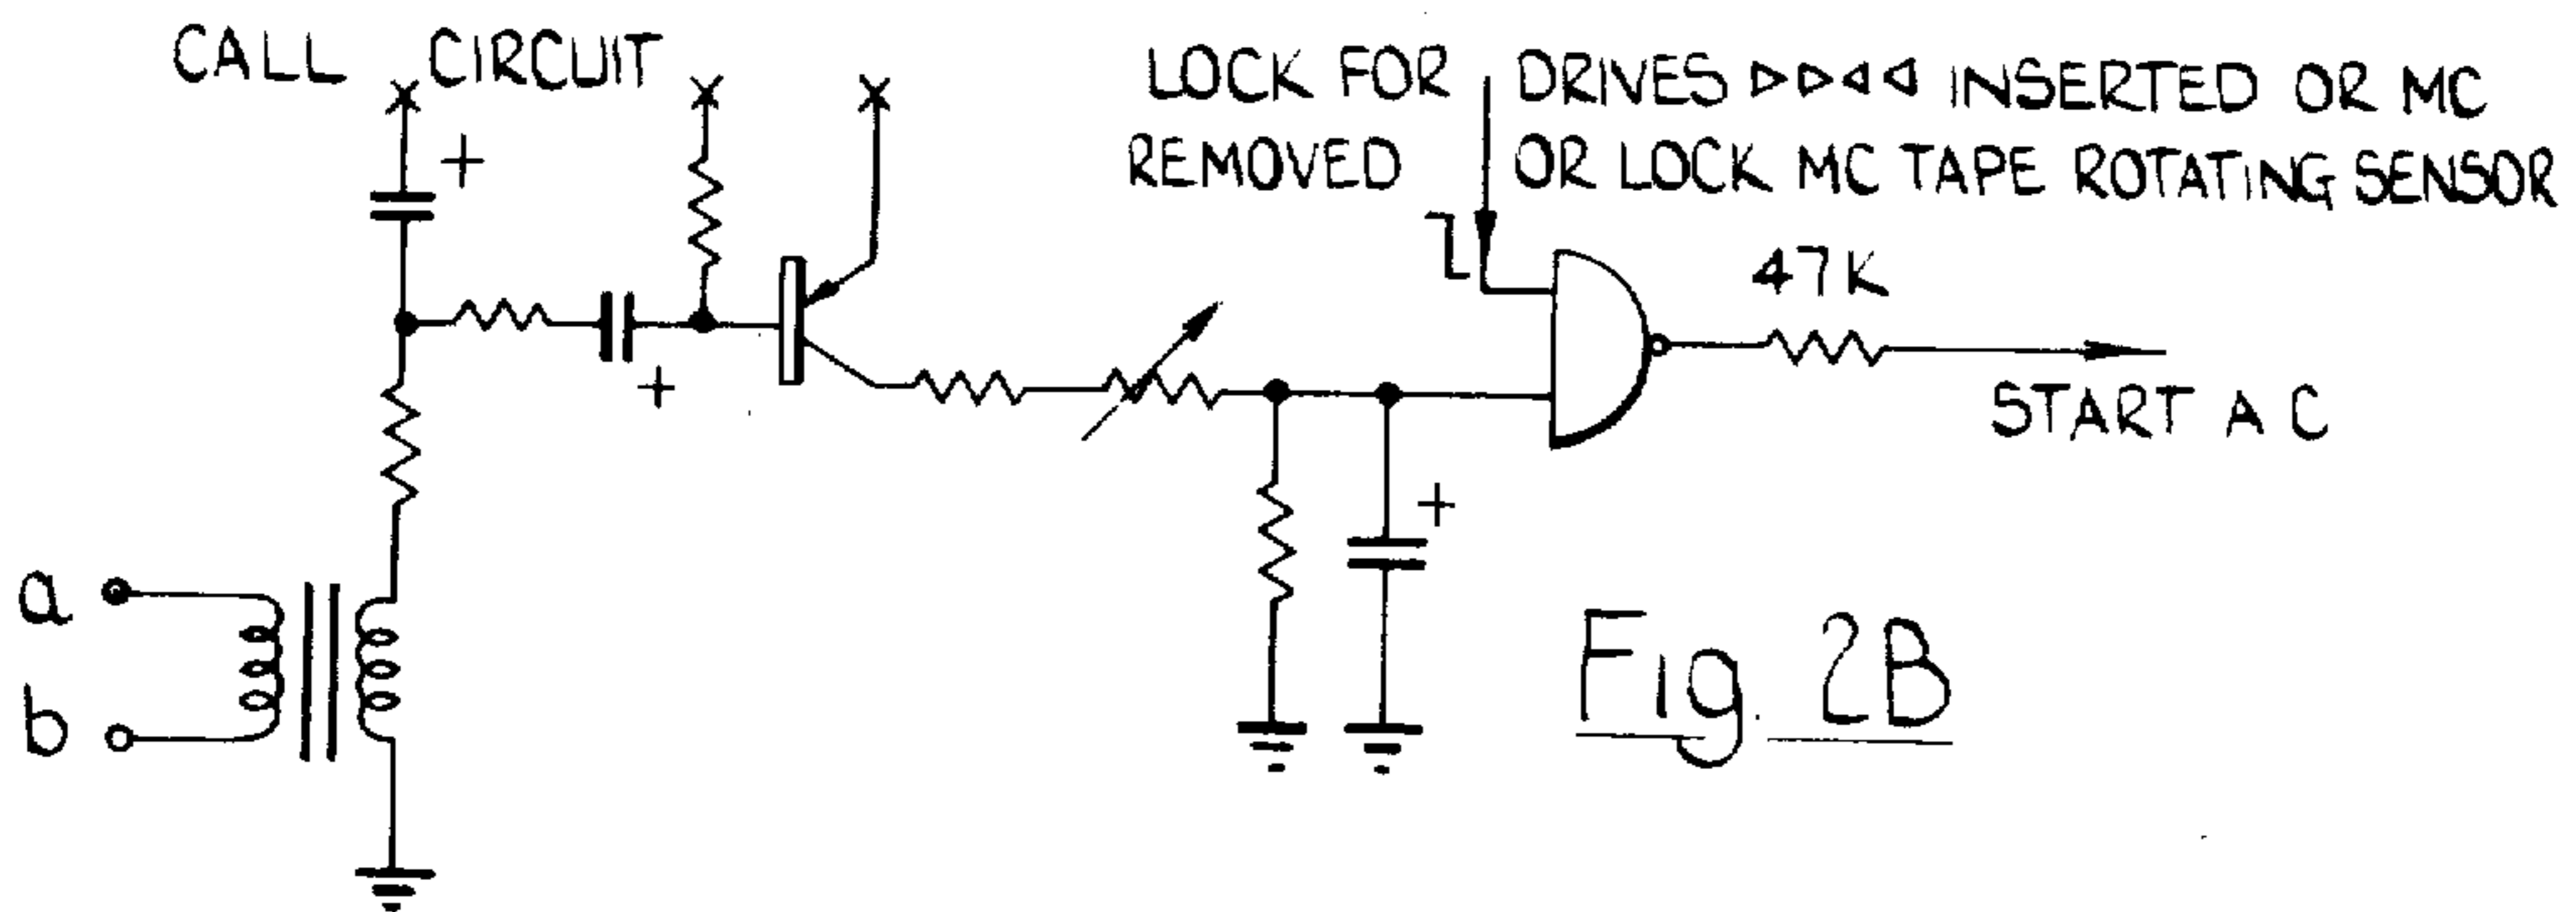 CALL CIRCUIT
LOCK FOR DRIVES ▷▷◁◁ INSERTED OR MC
REMOVED OR LOCK MC TAPE ROTATING SENSOR
+
+
47K
START A C
+
a
b
Fig. 2B